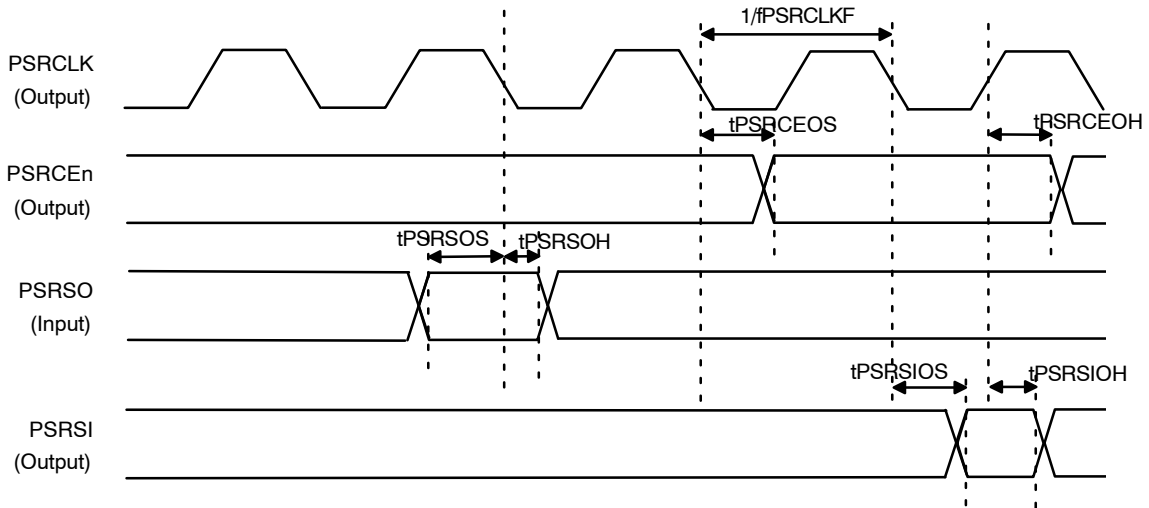 1/fPSRCLKF
PSRCLK
(Output)
tPSRCEOS
tPSRCEOH
PSRCEn
(Output)
tPSRSOS
tPSRSOH
PSRSO
(Input)
tPSRSIOS
tPSRSIOH
PSRSI
(Output)